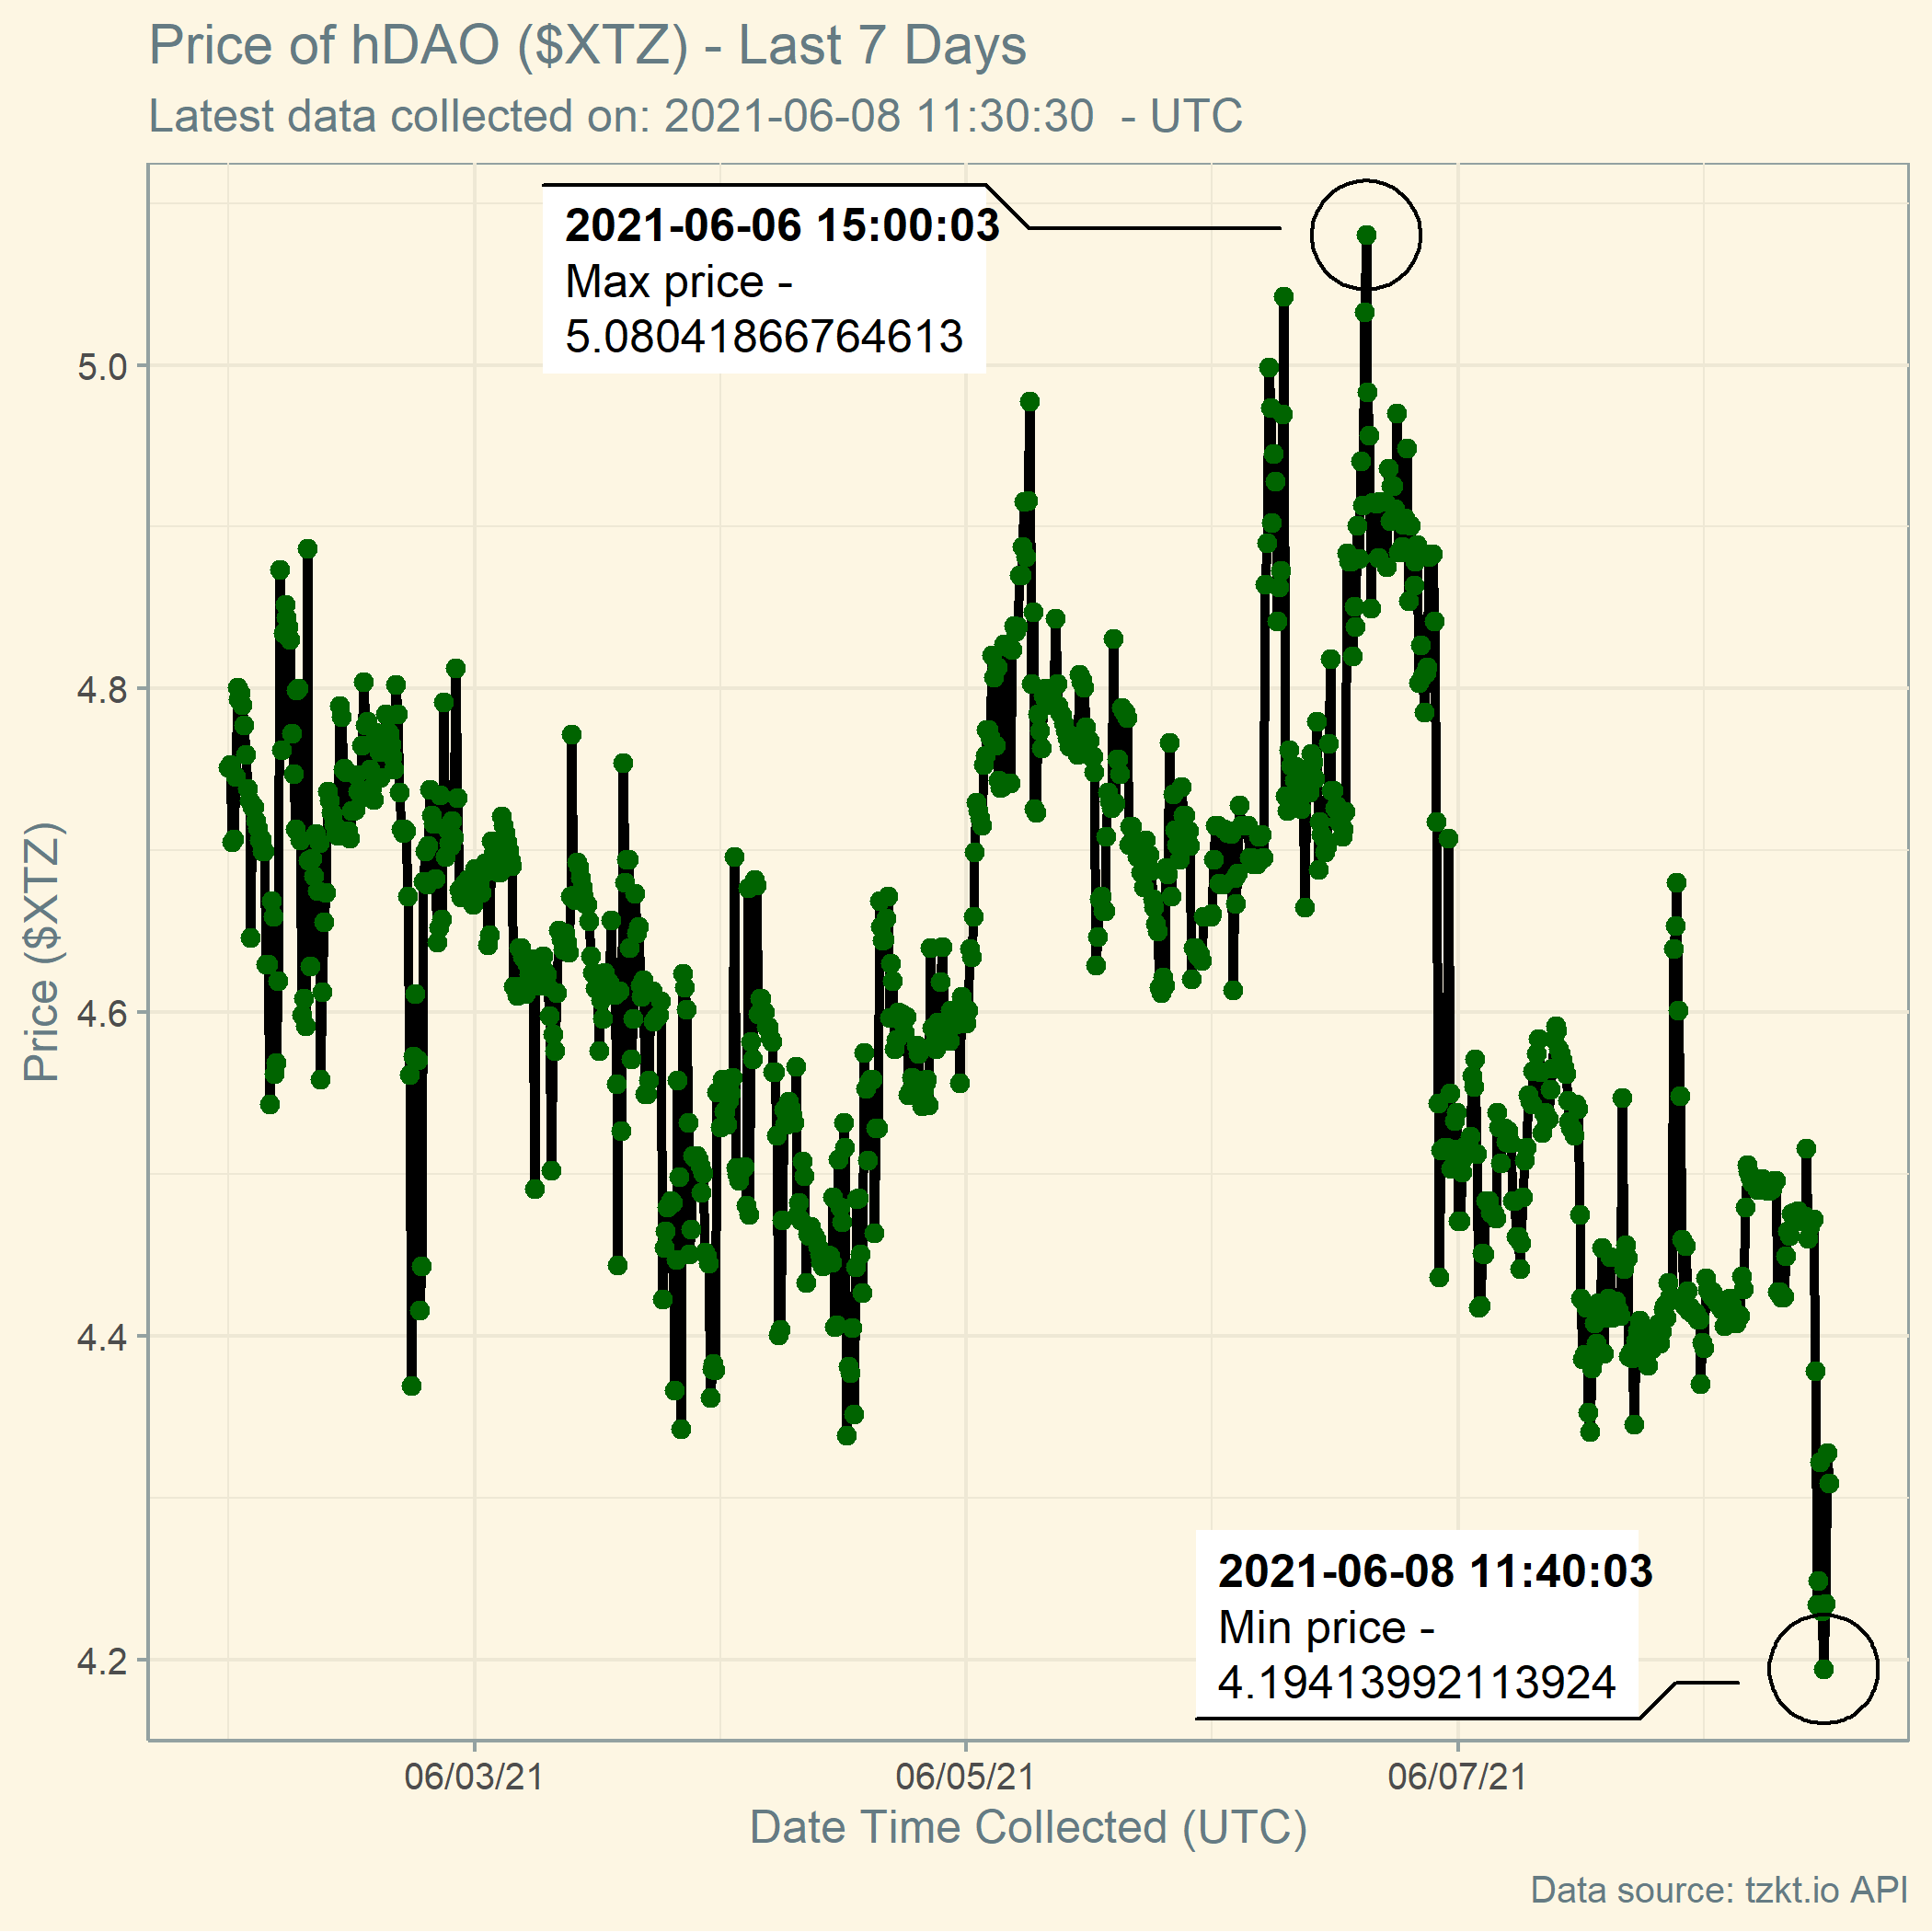 Price of hDAO ($XTZ) - Last 7 Days
Latest data collected on: 2021-06-08 11:30:30  - UTC
2021-06-06 15:00:03
Max price -
5.08041866764613
5.0
4.8
4.6
4.4
4.2
Price ($XTZ)
2021-06-08 11:40:03
Min price -
4.19413992113924
06/03/21
06/05/21
06/07/21
Date Time Collected (UTC)
Data source: tzkt.io API